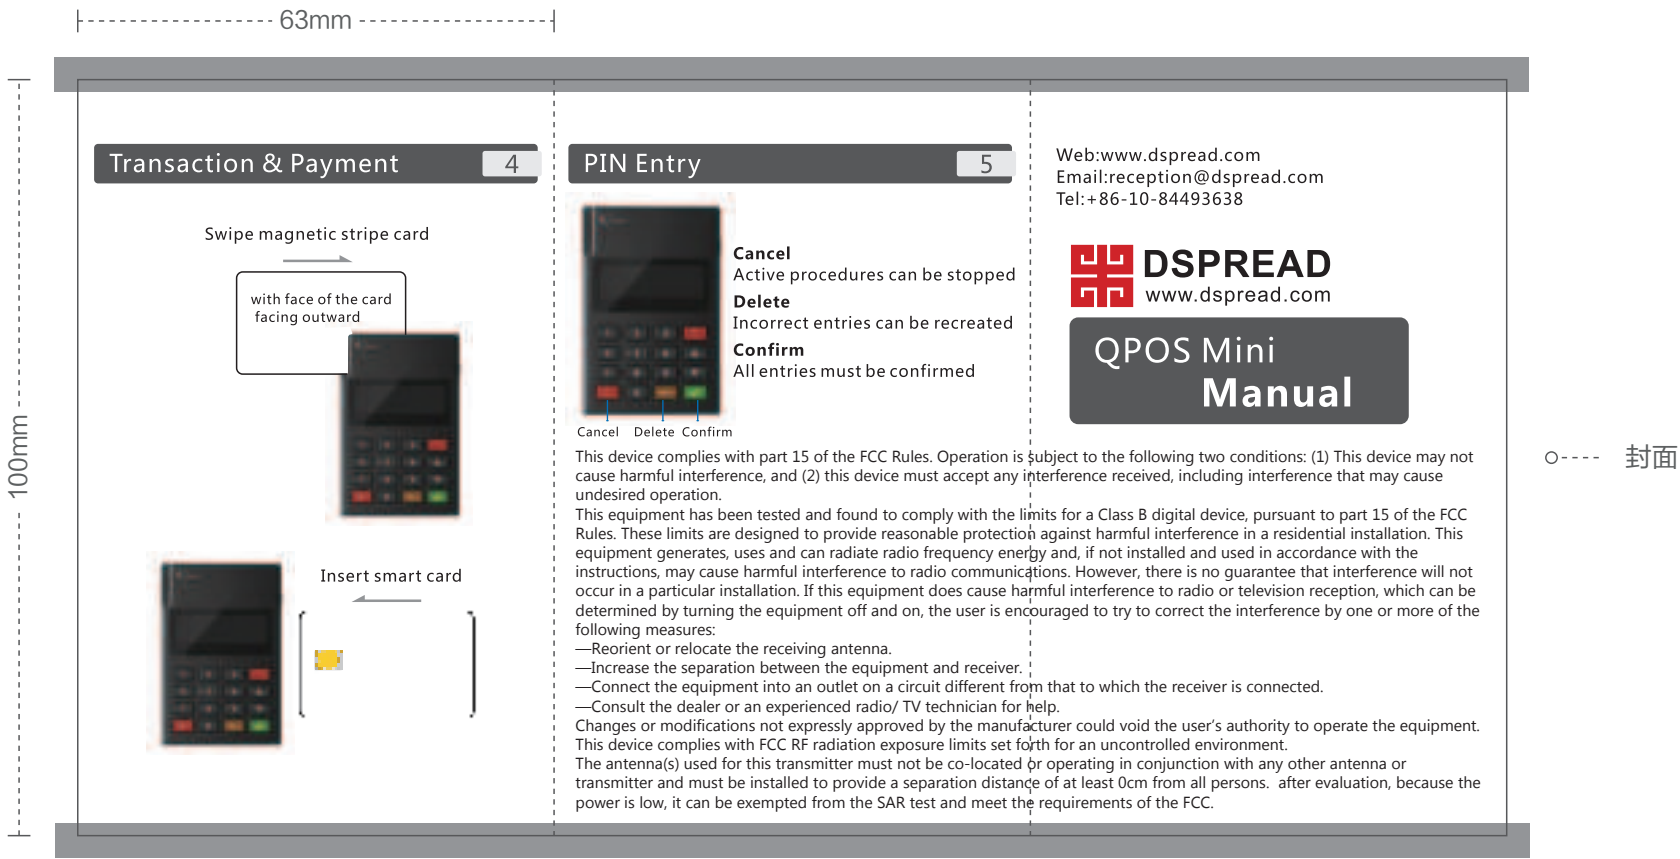 63mm
100mm
Transaction & Payment 4
Swipe magnetic stripe card
with face of the card
facing outward
Insert smart card
PIN Entry 5
Cancel
Active procedures can be stopped
Delete
Incorrect entries can be recreated
Confirm
All entries must be confirmed
Cancel Delete Confirm
Web:www.dspread.com
Email:reception@dspread.com
Tel:+86-10-84493638
DSPREAD
www.dspread.com
QPOS Mini
Manual
封面
This device complies with part 15 of the FCC Rules. Operation is subject to the following two conditions: (1) This device may not
cause harmful interference, and (2) this device must accept any interference received, including interference that may cause
undesired operation.
This equipment has been tested and found to comply with the limits for a Class B digital device, pursuant to part 15 of the FCC
Rules. These limits are designed to provide reasonable protection against harmful interference in a residential installation. This
equipment generates, uses and can radiate radio frequency energy and, if not installed and used in accordance with the
instructions, may cause harmful interference to radio communications. However, there is no guarantee that interference will not
occur in a particular installation. If this equipment does cause harmful interference to radio or television reception, which can be
determined by turning the equipment off and on, the user is encouraged to try to correct the interference by one or more of the
following measures:
—Reorient or relocate the receiving antenna.
—Increase the separation between the equipment and receiver.
—Connect the equipment into an outlet on a circuit different from that to which the receiver is connected.
—Consult the dealer or an experienced radio/ TV technician for help.
Changes or modifications not expressly approved by the manufacturer could void the user's authority to operate the equipment.
This device complies with FCC RF radiation exposure limits set forth for an uncontrolled environment.
The antenna(s) used for this transmitter must not be co-located or operating in conjunction with any other antenna or
transmitter and must be installed to provide a separation distance of at least 0cm from all persons. after evaluation, because the
power is low, it can be exempted from the SAR test and meet the requirements of the FCC.